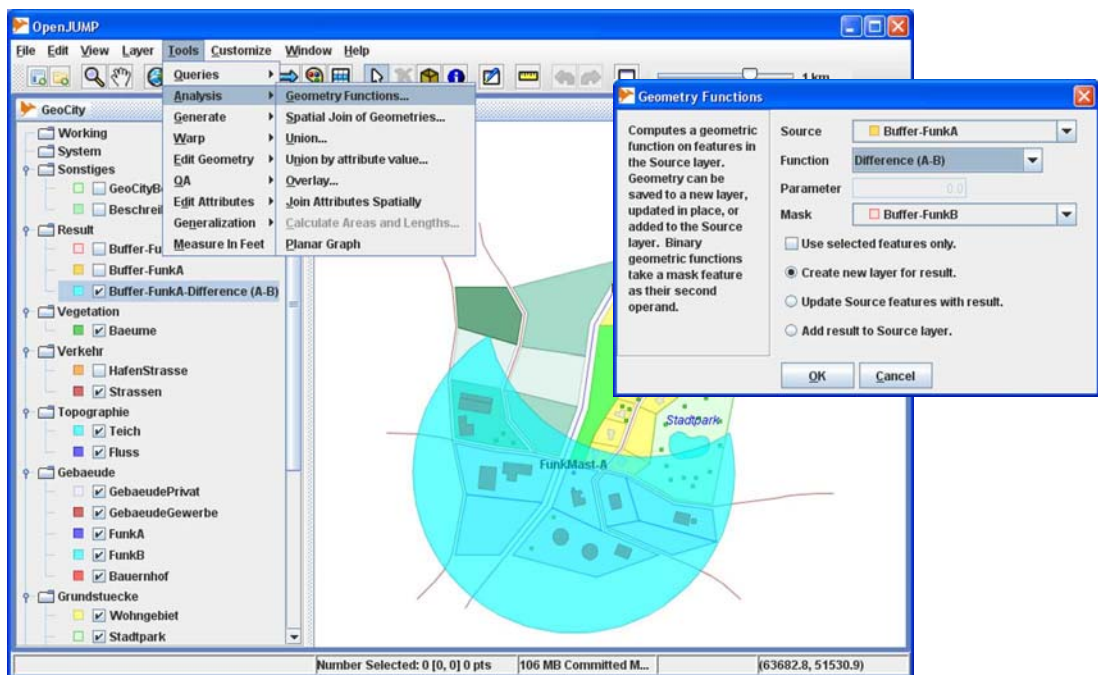 OpenJUMP
File Edit View Layer Tools Customize Window Help
1 km
Queries
Analysis
Generate
Warp
Edit Geometry
QA
Edit Attributes
Generalization
Measure In Feet
Geometry Functions...
Spatial Join of Geometries...
Union...
Union by attribute value...
Overlay...
Join Attributes Spatially
Calculate Areas and Lengths...
Planar Graph
GeoCity
Working
System
Sonstiges
GeoCityB
Beschrei
Result
Buffer-Fu
Buffer-FunkA
Buffer-FunkA-Difference (A-B)
Vegetation
Baeume
Verkehr
HafenStrasse
Strassen
Topographie
Teich
Fluss
Gebaeude
GebaeudePrivat
GebaeudeGewerbe
FunkA
FunkB
Bauernhof
Grundstuecke
Wohngebiet
Stadtpark
Stadtpark
FunkMast-A
Number Selected: 0 [0, 0] 0 pts 106 MB Committed M... (63682.8, 51530.9)
Geometry Functions
Computes a geometric
function on features in
the Source layer.
Geometry can be
saved to a new layer,
updated in place, or
added to the Source
layer. Binary
geometric functions
take a mask feature
as their second
operand.
Source Buffer-FunkA
Function Difference (A-B)
Parameter 0.0
Mask Buffer-FunkB
Use selected features only.
Create new layer for result.
Update Source features with result.
Add result to Source layer.
OK Cancel